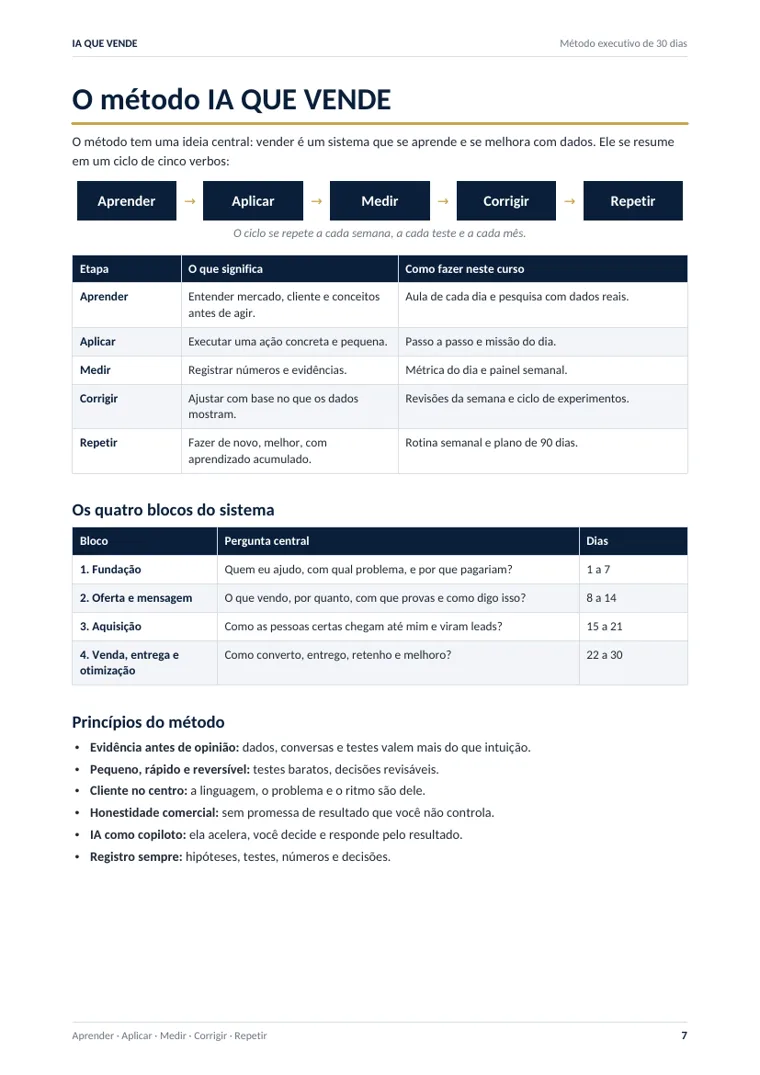 IA QUE VENDE
Método executivo de 30 dias
O método IA QUE VENDE
O método tem uma ideia central: vender é um sistema que se aprende e se melhora com dados. Ele se resume
em um ciclo de cinco verbos:
Aprender → Aplicar → Medir → Corrigir → Repetir
O ciclo se repete a cada semana, a cada teste e a cada mês.
Etapa O que significa Como fazer neste curso
Aprender Entender mercado, cliente e conceitos Aula de cada dia e pesquisa com dados reais.
antes de agir.
Aplicar Executar uma ação concreta e pequena. Passo a passo e missão do dia.
Medir Registrar números e evidências. Métrica do dia e painel semanal.
Corrigir Ajustar com base no que os dados Revisões da semana e ciclo de experimentos.
mostram.
Repetir Fazer de novo, melhor, com Rotina semanal e plano de 90 dias.
aprendizado acumulado.
Os quatro blocos do sistema
Bloco Pergunta central Dias
1. Fundação Quem eu ajudo, com qual problema, e por que pagariam? 1 a 7
2. Oferta e mensagem O que vendo, por quanto, com que provas e como digo isso? 8 a 14
3. Aquisição Como as pessoas certas chegam até mim e viram leads? 15 a 21
4. Venda, entrega e Como converto, entrego, retenho e melhoro? 22 a 30
otimização
Princípios do método
• Evidência antes de opinião: dados, conversas e testes valem mais do que intuição.
• Pequeno, rápido e reversível: testes baratos, decisões revisáveis.
• Cliente no centro: a linguagem, o problema e o ritmo são dele.
• Honestidade comercial: sem promessa de resultado que você não controla.
• IA como copiloto: ela acelera, você decide e responde pelo resultado.
• Registro sempre: hipóteses, testes, números e decisões.
Aprender · Aplicar · Medir · Corrigir · Repetir
7